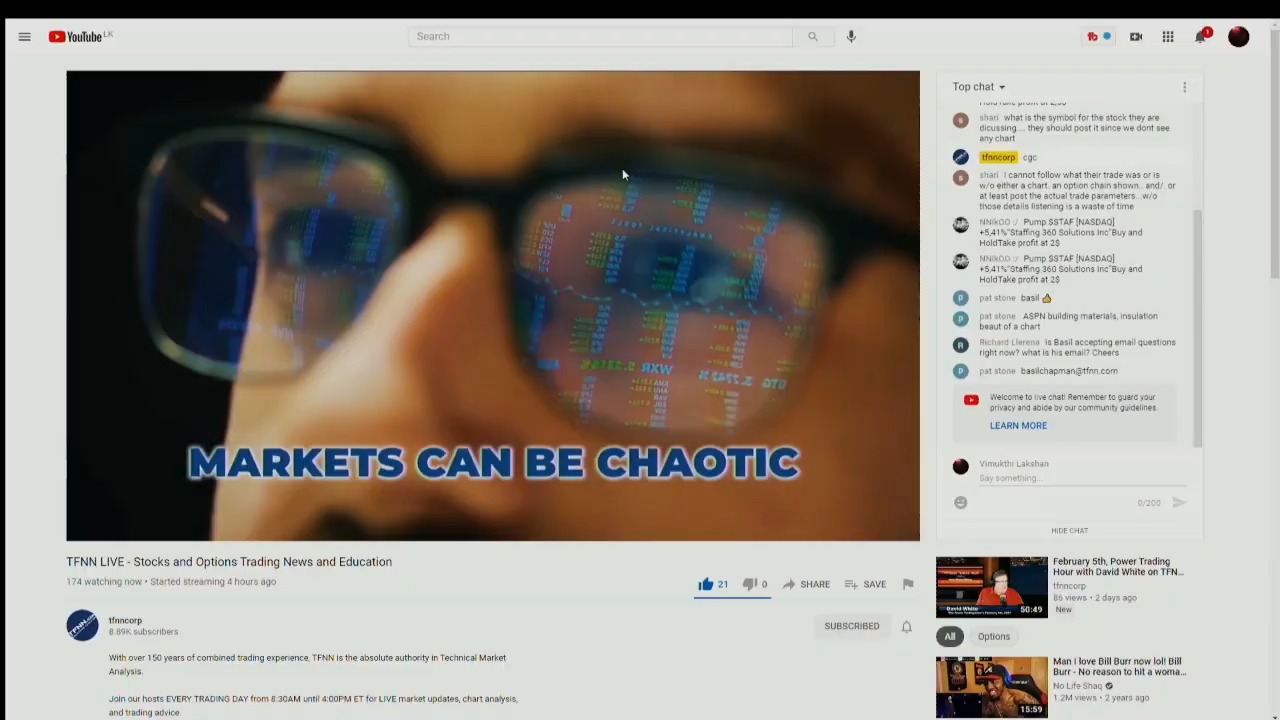 YouTube LK
Search
1
MARKETS CAN BE CHAOTIC
TFNN LIVE - Stocks and Options Trading News and Education
174 watching now • Started streaming 4 hours ago
21
0
SHARE
SAVE
tfnncorp
8.89K subscribers
SUBSCRIBED
With over 150 years of combined trading experience, TFNN is the absolute authority in Technical Market
Analysis.
Join our hosts EVERY TRADING DAY from 8:30AM until 4:00PM ET for LIVE market updates, chart analysis,
and trading advice.
Top chat
shari what is the symbol for the stock they are
dicussing.... they should post it since we dont see
any chart
tfnncorp cgc
shari I cannot follow what their trade was or is
w/o either a chart.. an option chain shown.. and/. or
at least post the actual trade parameters...w/o
those details listening is a waste of time
NNiKOO :/ Pump $STAF [NASDAQ]
+5,41%"Staffing 360 Solutions Inc"Buy and
HoldTake profit at 2$
NNiKOO :/ Pump $STAF [NASDAQ]
+5,41%"Staffing 360 Solutions Inc"Buy and
HoldTake profit at 2$
pat stone basil 👍
pat stone ASPN building materials, insulation
beaut of a chart
Richard Llerena is Basil accepting email questions
right now? what is his email? Cheers
pat stone basilchapman@tfnn.com
Welcome to live chat! Remember to guard your
privacy and abide by our community guidelines.
LEARN MORE
Vimukthi Lakshan
Say something...
0/200
HIDE CHAT
David White
50:49
February 5th, Power Trading
Hour with David White on TFN...
tfnncorp
86 views • 2 days ago
New
All
Options
15:59
Man i love Bill Burr now lol! Bill
Burr - No reason to hit a woma...
No Life Shaq
1.2M views • 2 years ago